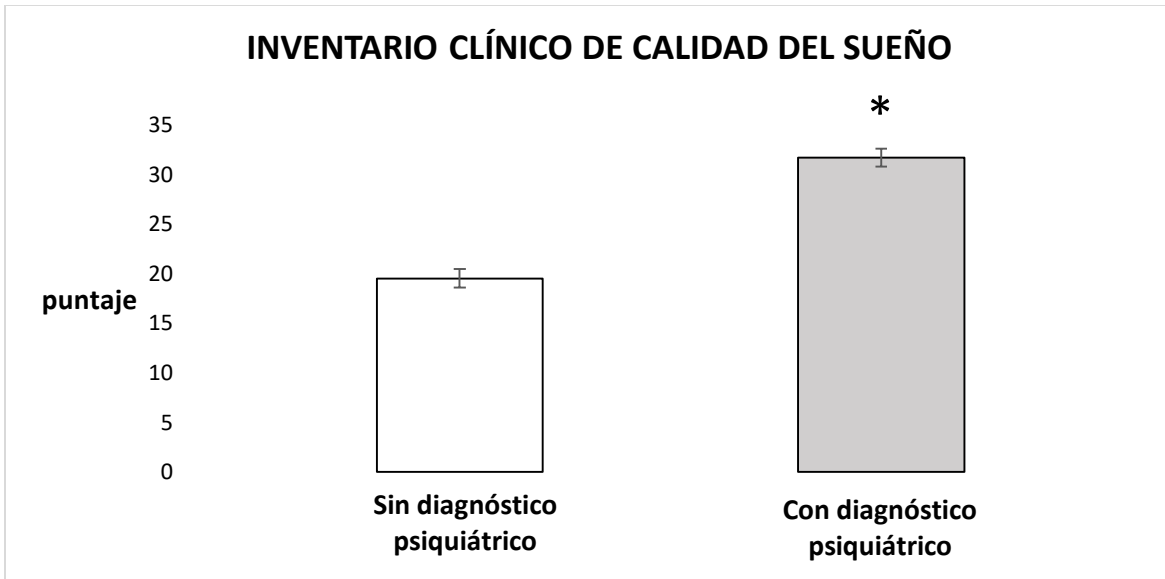 INVENTARIO CLÍNICO DE CALIDAD DEL SUEÑO
*
35
30
25
20
puntaje
15
10
5
0
Sin diagnóstico
psiquiátrico
Con diagnóstico
psiquiátrico